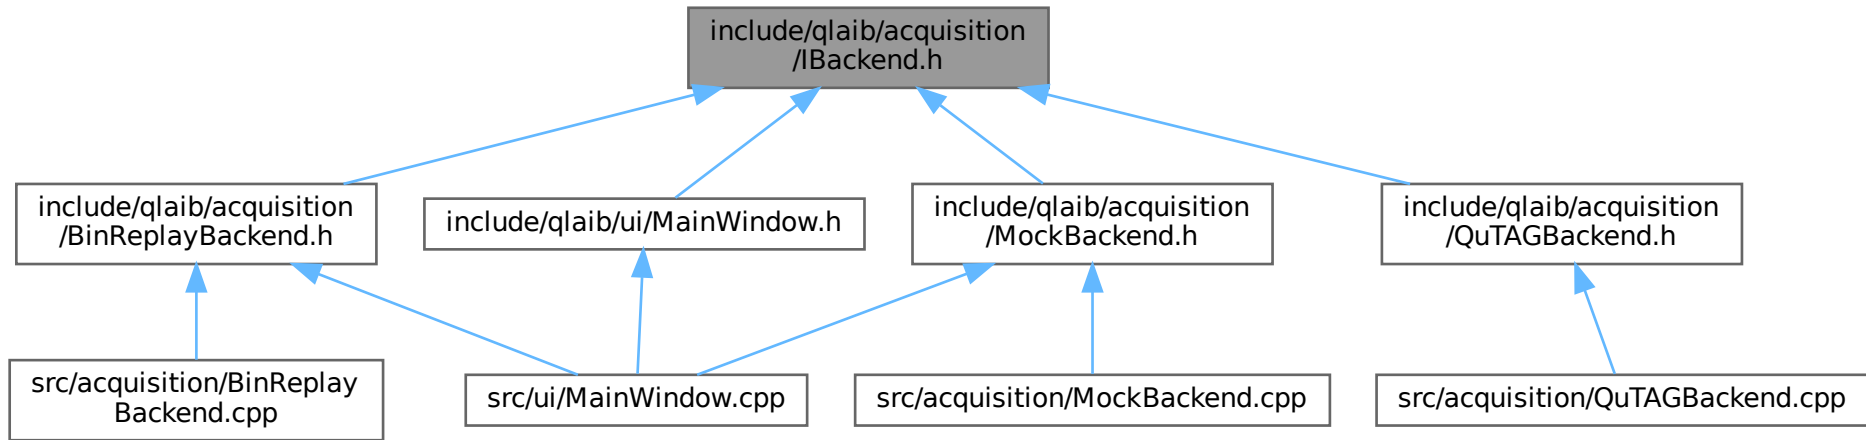 include/qlaib/acquisition
/IBackend.h
include/qlaib/acquisition
/BinReplayBackend.h
include/qlaib/ui/MainWindow.h
include/qlaib/acquisition
/MockBackend.h
include/qlaib/acquisition
/QuTAGBackend.h
src/acquisition/BinReplay
Backend.cpp
src/ui/MainWindow.cpp
src/acquisition/MockBackend.cpp
src/acquisition/QuTAGBackend.cpp